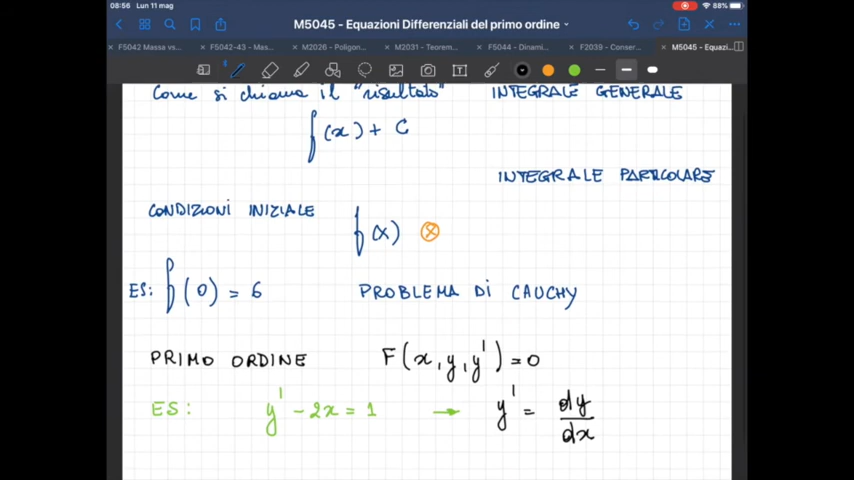 08:56 Lun 11 mag
88%
M5045 - Equazioni Differenziali del primo ordine
F5042 Massa vs...
F5042-43 - Mas...
M2026 - Poligon...
M2031 - Teorem...
F5044 - Dinami...
F2039 - Conser...
M5045 - Equazi...
Come si chiama il "risultato" INTEGRALE GENERALE
f(x) + C
INTEGRALE PARTICOLARE
CONDIZIONI INIZIALE f(x) ⊗
ES: f(0) = 6 PROBLEMA DI CAUCHY
PRIMO ORDINE F(x, y, y') = 0
ES: y' - 2x = 1 → y' = dy/dx